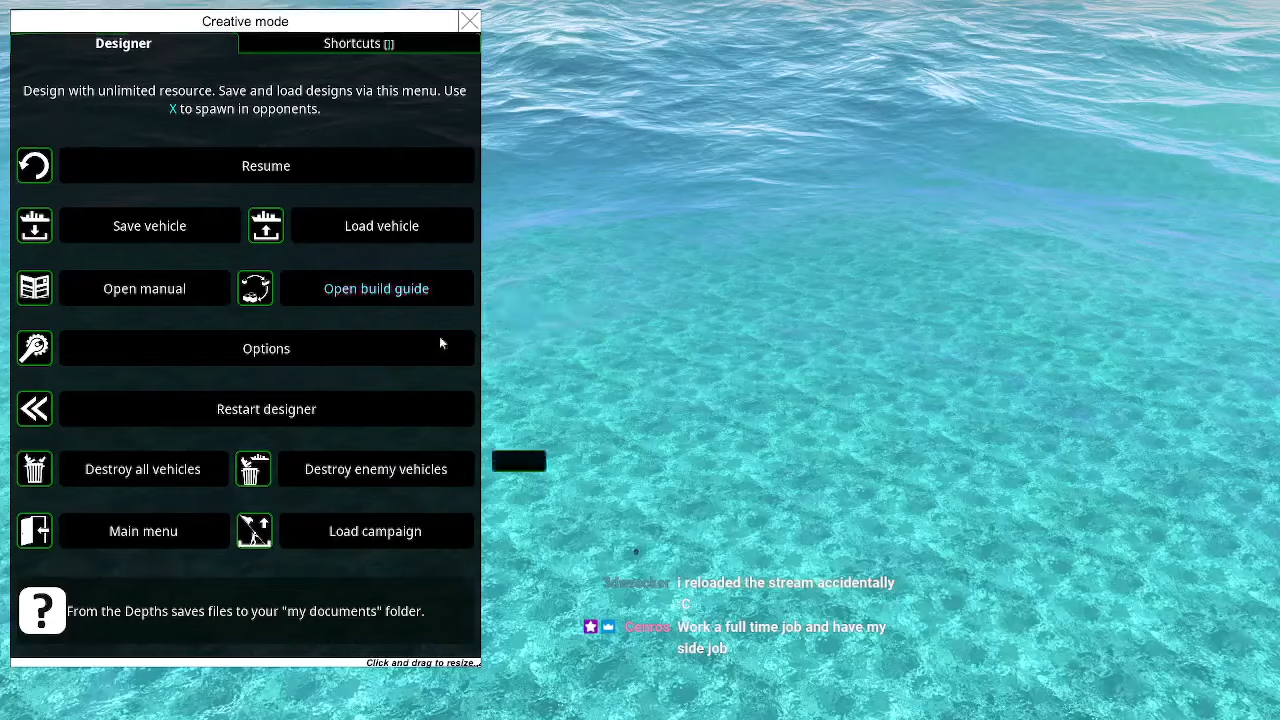 Creative mode
Designer
Shortcuts []]
Design with unlimited resource. Save and load designs via this menu. Use
X to spawn in opponents.
Resume
Save vehicle
Load vehicle
Open manual
Open build guide
Options
Restart designer
Destroy all vehicles
Destroy enemy vehicles
Main menu
Load campaign
? From the Depths saves files to your "my documents" folder.
Click and drag to resize..
i reloaded the stream accidentally
:C
Cenros Work a full time job and have my
side job